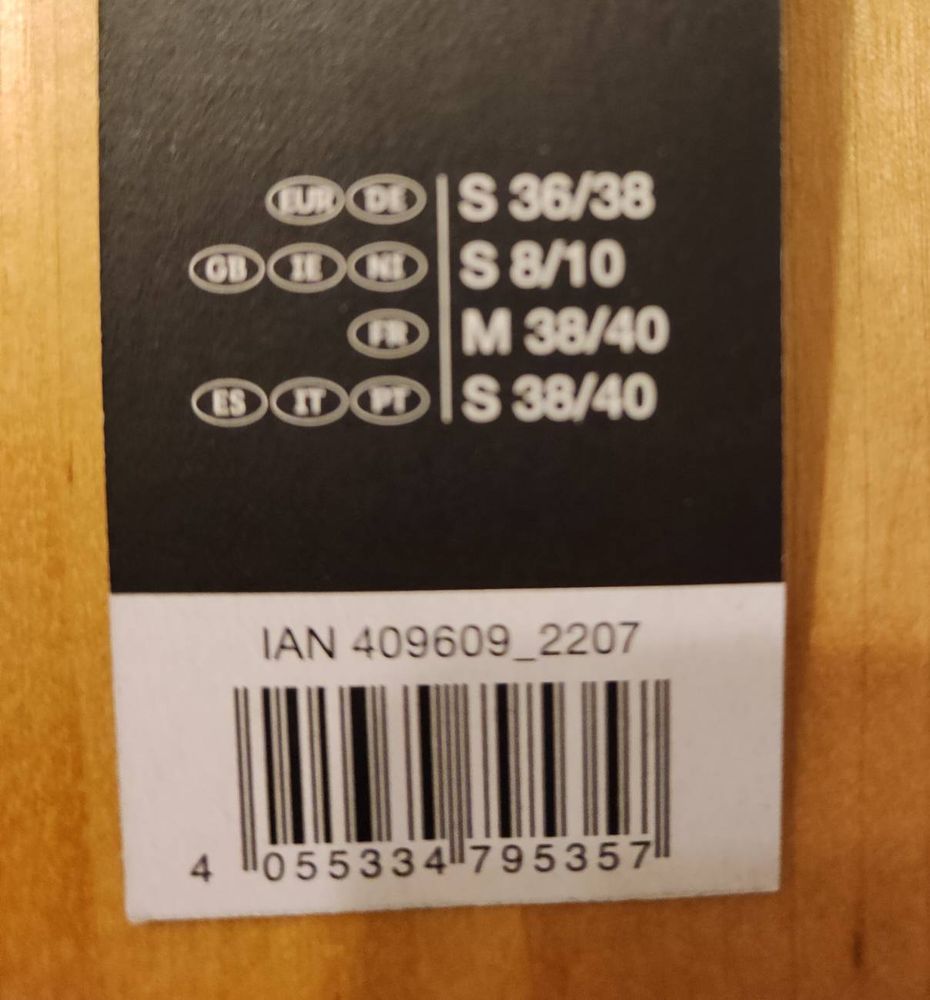 EUR DE S 36/38
GB IE NI S 8/10
FR M 38/40
ES IT PT S 38/40
IAN 409609_2207
4 055334 795357